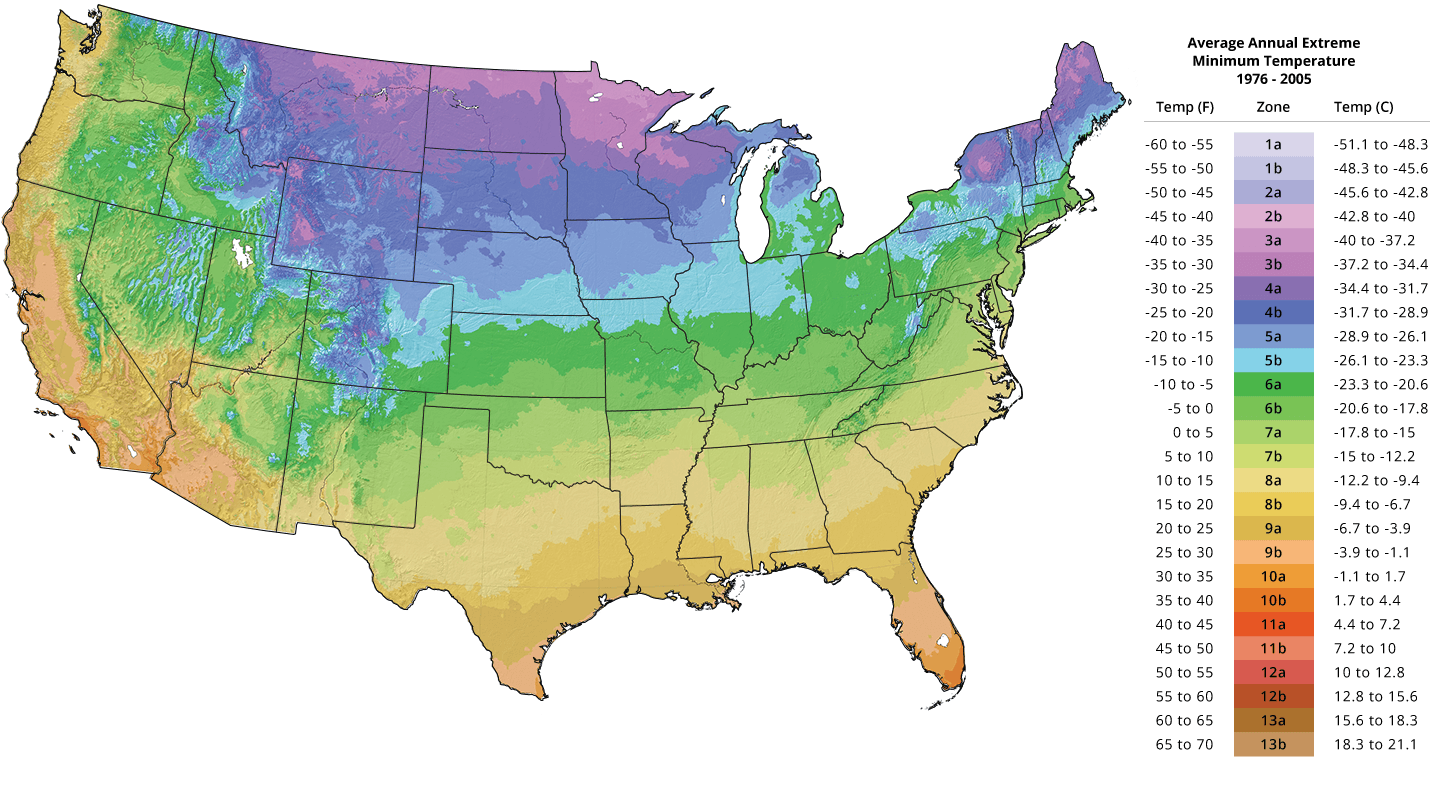 Average Annual Extreme
Minimum Temperature
1976 - 2005
Temp (F) Zone Temp (C)
-60 to -55 1a -51.1 to -48.3
-55 to -50 1b -48.3 to -45.6
-50 to -45 2a -45.6 to -42.8
-45 to -40 2b -42.8 to -40
-40 to -35 3a -40 to -37.2
-35 to -30 3b -37.2 to -34.4
-30 to -25 4a -34.4 to -31.7
-25 to -20 4b -31.7 to -28.9
-20 to -15 5a -28.9 to -26.1
-15 to -10 5b -26.1 to -23.3
-10 to -5 6a -23.3 to -20.6
-5 to 0 6b -20.6 to -17.8
0 to 5 7a -17.8 to -15
5 to 10 7b -15 to -12.2
10 to 15 8a -12.2 to -9.4
15 to 20 8b -9.4 to -6.7
20 to 25 9a -6.7 to -3.9
25 to 30 9b -3.9 to -1.1
30 to 35 10a -1.1 to 1.7
35 to 40 10b 1.7 to 4.4
40 to 45 11a 4.4 to 7.2
45 to 50 11b 7.2 to 10
50 to 55 12a 10 to 12.8
55 to 60 12b 12.8 to 15.6
60 to 65 13a 15.6 to 18.3
65 to 70 13b 18.3 to 21.1